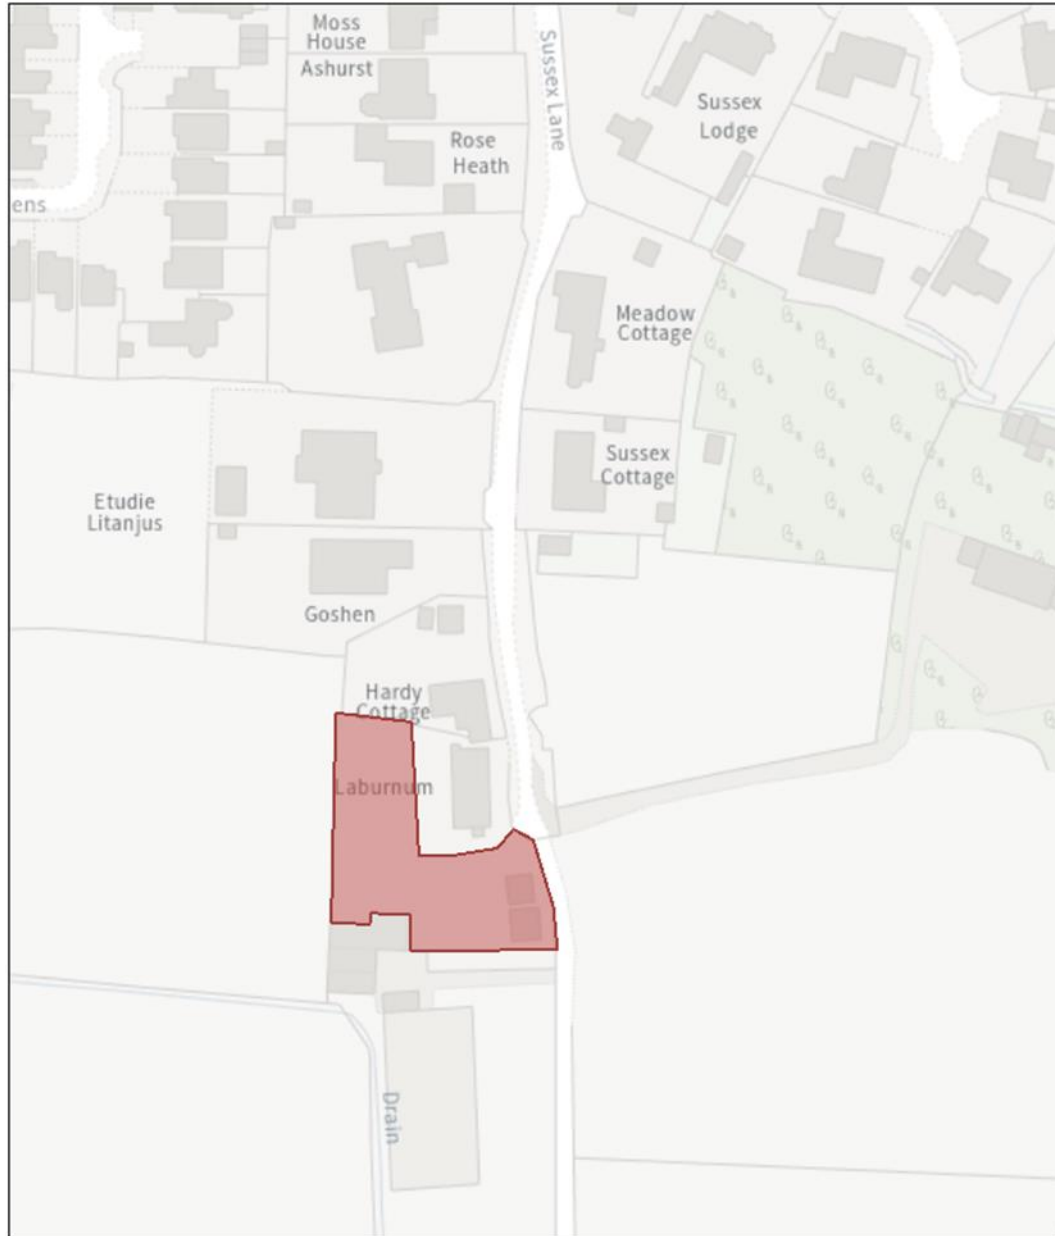 Moss
House
Ashurst
Sussex Lane
Sussex
Lodge
Rose
Heath
ens
Meadow
Cottage
Sussex
Cottage
Etudie
Litanjus
Goshen
Hardy
Cottage
Laburnum
Drain